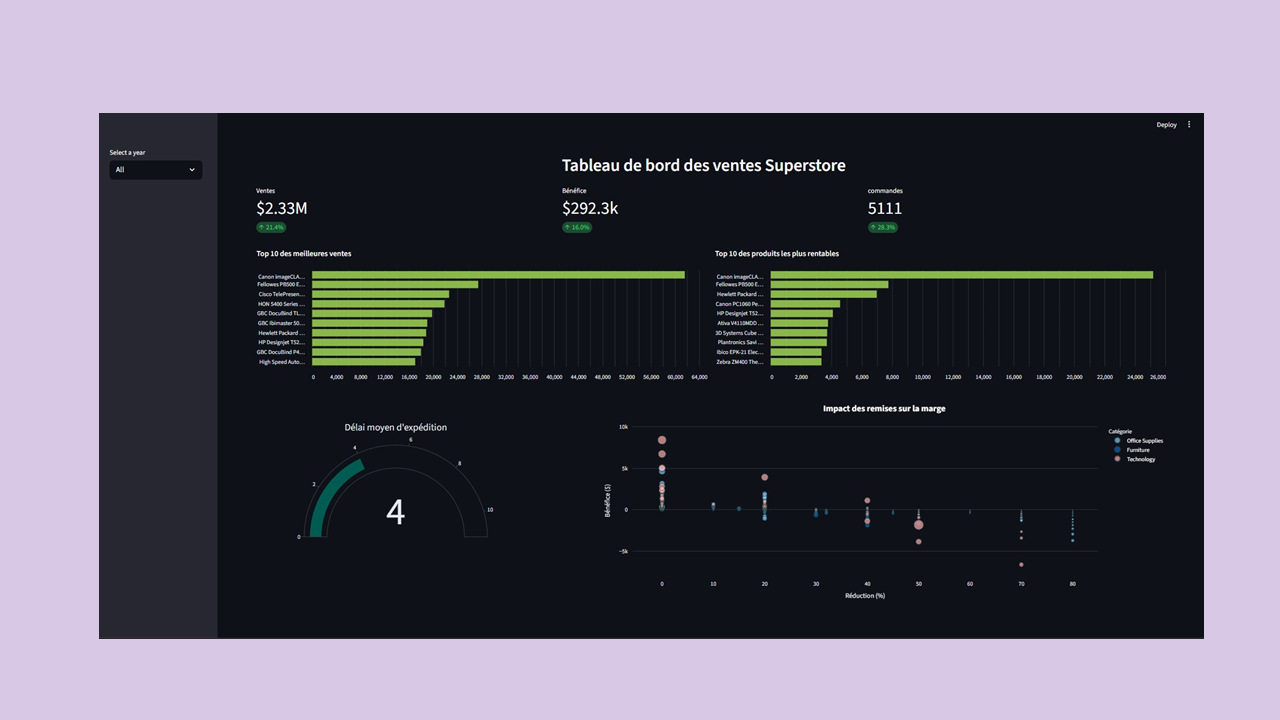 Deploy
Select a year
All
Tableau de bord des ventes Superstore
Ventes
$2.33M
↑ 21.4%
Bénéfice
$292.3k
↑ 16.0%
commandes
5111
↑ 28.3%
Top 10 des meilleures ventes
Canon imageCLA...
Fellowes PB500 E...
Cisco TelePresen...
HON 5400 Series ...
GBC DocuBind TL...
GBC Ibimaster 50...
Hewlett Packard ...
HP Designjet T52...
GBC DocuBind P4...
High Speed Auto...
0 4,000 8,000 12,000 16,000 20,000 24,000 28,000 32,000 36,000 40,000 44,000 48,000 52,000 56,000 60,000 64,000
Top 10 des produits les plus rentables
Canon imageCLA...
Fellowes PB500 E...
Hewlett Packard ...
Canon PC1060 Pe...
HP Designjet T52...
Ativa V4110MDD ...
3D Systems Cube ...
Plantronics Savi ...
Ibico EPK-21 Elec...
Zebra ZM400 The...
0 2,000 4,000 6,000 8,000 10,000 12,000 14,000 16,000 18,000 20,000 22,000 24,000 26,000
Délai moyen d'expédition
0
2
4
6
8
10
4
Impact des remises sur la marge
Bénéfice ($)
10k
5k
0
−5k
0 10 20 30 40 50 60 70 80
Réduction (%)
Catégorie
Office Supplies
Furniture
Technology